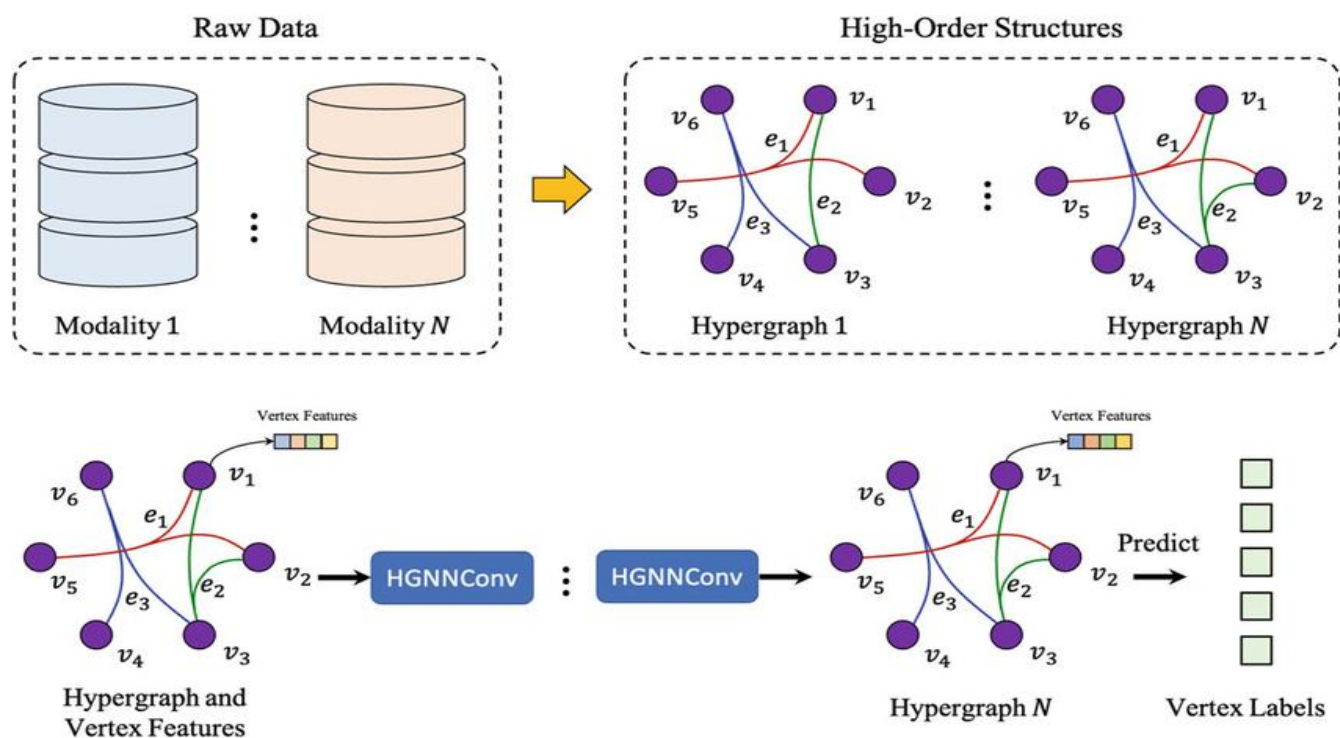 Raw Data
High-Order Structures
v₆
v₁
e₁
v₅
v₂
e₂
e₃
v₄
v₃
v₆
v₁
e₁
v₅
v₂
e₂
e₃
v₄
v₃
Modality 1
Modality N
Hypergraph 1
Hypergraph N
Vertex Features
v₆
v₁
e₁
v₅
v₂
e₂
e₃
v₄
v₃
Hypergraph and
Vertex Features
HGNNConv
HGNNConv
Vertex Features
v₆
v₁
e₁
v₅
v₂
e₂
e₃
v₄
v₃
Hypergraph N
Predict
Vertex Labels